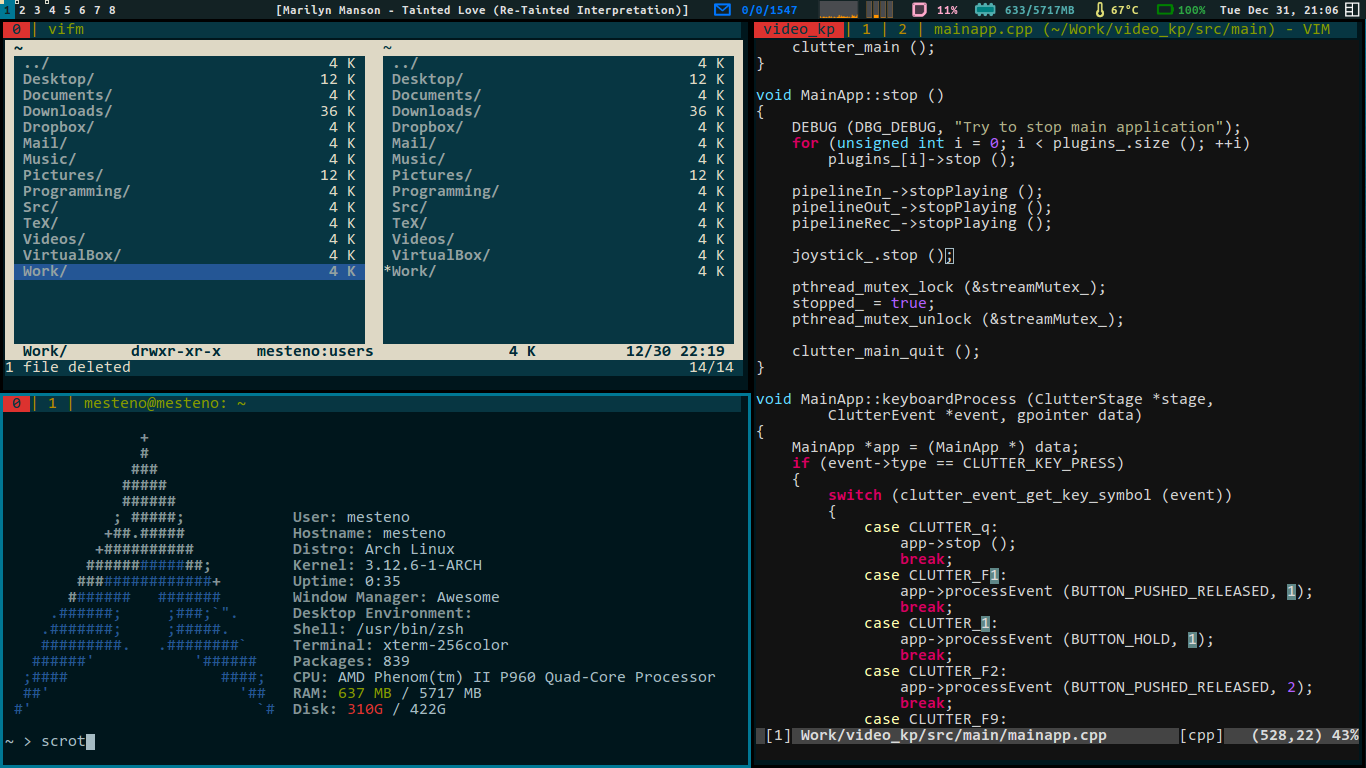 1 2 3 4 5 6 7 8 [Marilyn Manson - Tainted Love (Re-Tainted Interpretation)] 0/0/1547 11% 633/5717MB 67°C 100% Tue Dec 31, 21:06
0 | vifm
~ ~
../ 4 K ../ 4 K
Desktop/ 12 K Desktop/ 12 K
Documents/ 4 K Documents/ 4 K
Downloads/ 36 K Downloads/ 36 K
Dropbox/ 4 K Dropbox/ 4 K
Mail/ 4 K Mail/ 4 K
Music/ 4 K Music/ 4 K
Pictures/ 12 K Pictures/ 12 K
Programming/ 4 K Programming/ 4 K
Src/ 4 K Src/ 4 K
TeX/ 4 K TeX/ 4 K
Videos/ 4 K Videos/ 4 K
VirtualBox/ 4 K VirtualBox/ 4 K
Work/ 4 K *Work/ 4 K
Work/ drwxr-xr-x mesteno:users 4 K 12/30 22:19
1 file deleted 14/14
0 | 1 | mesteno@mesteno: ~
+
#
###
#####
######
; #####;
+##.#####
+##########
#############;
###############+
####### #######
.######; ;###;`".
.#######; ;#####.
#########. .########`
######' '######
;#### ####;
##' '##
#' `#
User: mesteno
Hostname: mesteno
Distro: Arch Linux
Kernel: 3.12.6-1-ARCH
Uptime: 0:35
Window Manager: Awesome
Desktop Environment:
Shell: /usr/bin/zsh
Terminal: xterm-256color
Packages: 839
CPU: AMD Phenom(tm) II P960 Quad-Core Processor
RAM: 637 MB / 5717 MB
Disk: 310G / 422G
~ > scrot
video_kp | 1 | 2 | mainapp.cpp (~/Work/video_kp/src/main) - VIM
clutter_main ();
}
void MainApp::stop ()
{
DEBUG (DBG_DEBUG, "Try to stop main application");
for (unsigned int i = 0; i < plugins_.size (); ++i)
plugins_[i]->stop ();
pipelineIn_->stopPlaying ();
pipelineOut_->stopPlaying ();
pipelineRec_->stopPlaying ();
joystick_.stop ();
pthread_mutex_lock (&streamMutex_);
stopped_ = true;
pthread_mutex_unlock (&streamMutex_);
clutter_main_quit ();
}
void MainApp::keyboardProcess (ClutterStage *stage,
ClutterEvent *event, gpointer data)
{
MainApp *app = (MainApp *) data;
if (event->type == CLUTTER_KEY_PRESS)
{
switch (clutter_event_get_key_symbol (event))
{
case CLUTTER_q:
app->stop ();
break;
case CLUTTER_F1:
app->processEvent (BUTTON_PUSHED_RELEASED, 1);
break;
case CLUTTER_1:
app->processEvent (BUTTON_HOLD, 1);
break;
case CLUTTER_F2:
app->processEvent (BUTTON_PUSHED_RELEASED, 2);
break;
case CLUTTER_F9:
[1] Work/video_kp/src/main/mainapp.cpp [cpp] (528,22) 43%